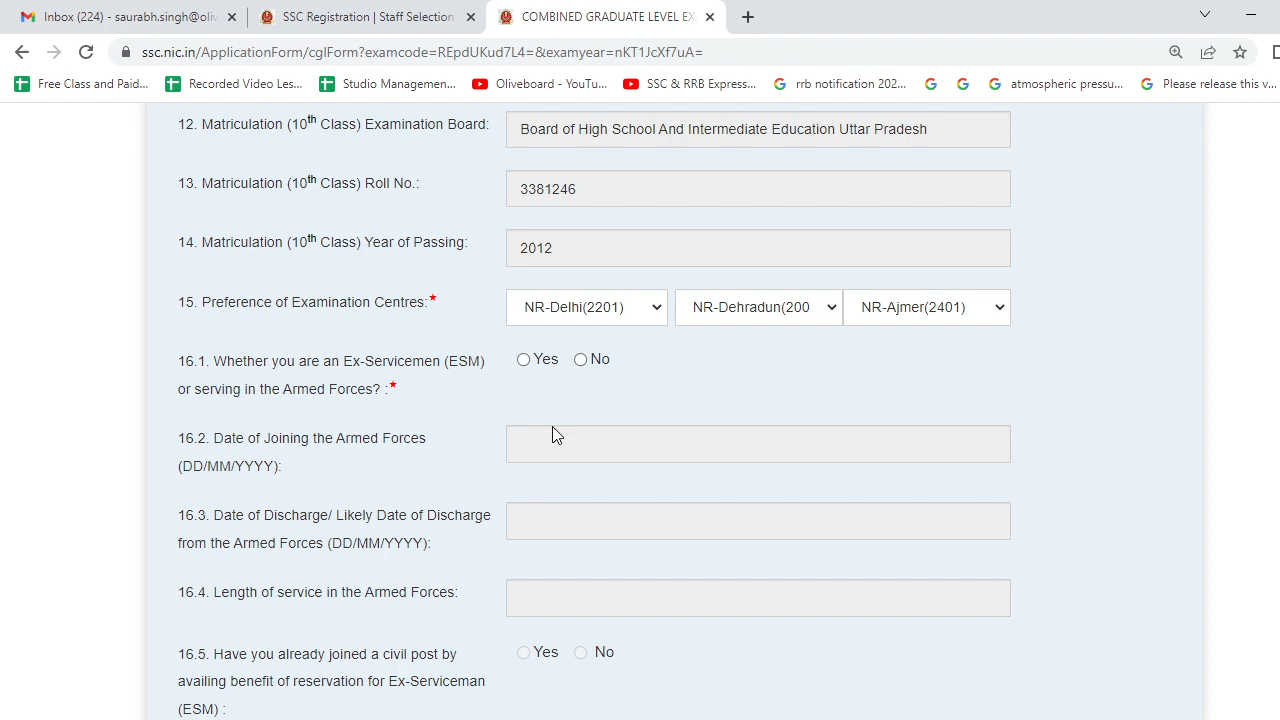 Inbox (224) - saurabh.singh@oliv
SSC Registration | Staff Selection
COMBINED GRADUATE LEVEL EX
ssc.nic.in/ApplicationForm/cglForm?examcode=REpdUKud7L4=&examyear=nKT1JcXf7uA=
Free Class and Paid...
Recorded Video Les...
Studio Management...
Oliveboard - YouTu...
SSC & RRB Express...
rrb notification 202...
atmospheric pressu...
Please release this v...
12. Matriculation (10th Class) Examination Board:
Board of High School And Intermediate Education Uttar Pradesh
13. Matriculation (10th Class) Roll No.:
3381246
14. Matriculation (10th Class) Year of Passing:
2012
15. Preference of Examination Centres:*
NR-Delhi(2201)
NR-Dehradun(200
NR-Ajmer(2401)
16.1. Whether you are an Ex-Servicemen (ESM)
or serving in the Armed Forces? :*
Yes
No
16.2. Date of Joining the Armed Forces
(DD/MM/YYYY):
16.3. Date of Discharge/ Likely Date of Discharge
from the Armed Forces (DD/MM/YYYY):
16.4. Length of service in the Armed Forces:
16.5. Have you already joined a civil post by
availing benefit of reservation for Ex-Serviceman
(ESM) :
Yes
No